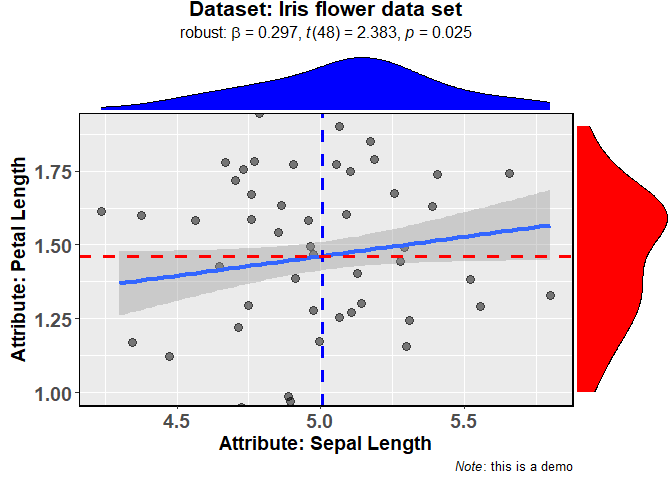 Dataset: Iris flower data set
robust: β = 0.297, t(48) = 2.383, p = 0.025
Attribute: Petal Length
1.75
1.50
1.25
1.00
4.5 5.0 5.5
Attribute: Sepal Length
Note: this is a demo